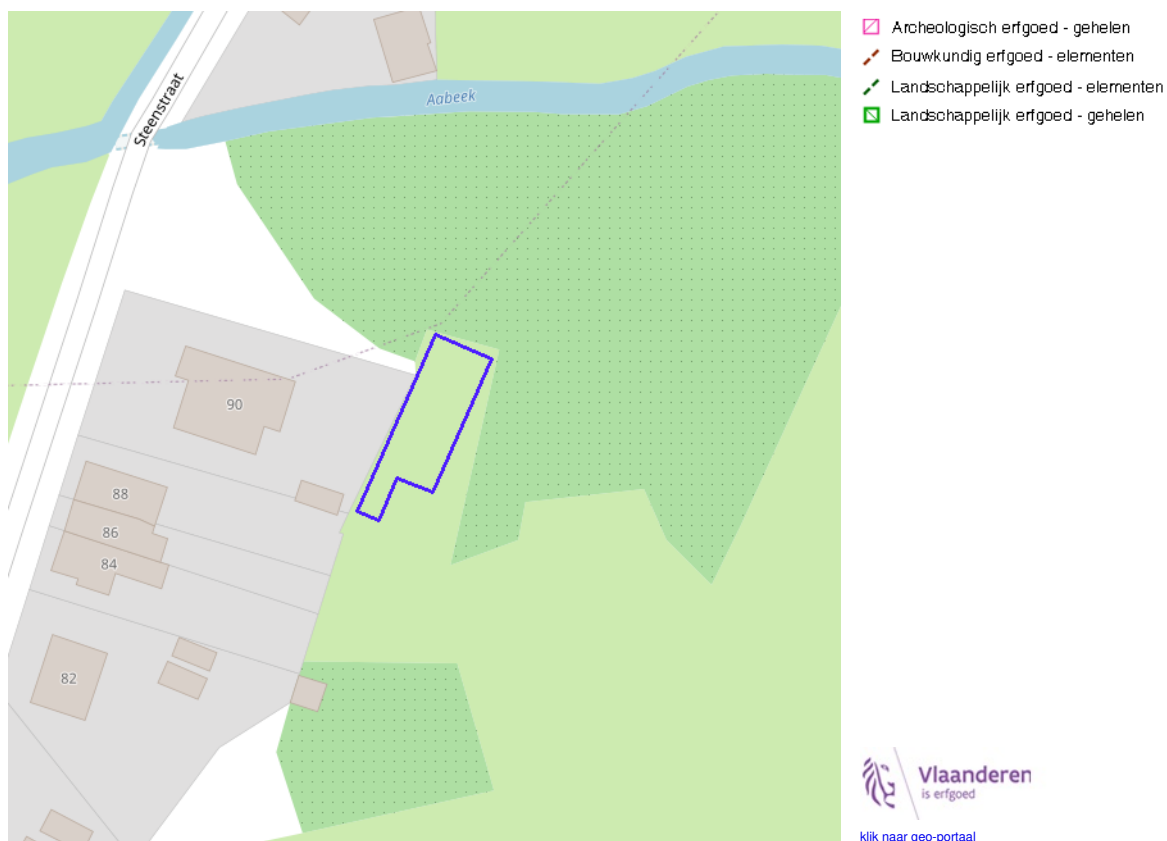 Steenstraat
Aabeek
90
88
86
84
82
Archeologisch erfgoed - gehelen
Bouwkundig erfgoed - elementen
Landschappelijk erfgoed - elementen
Landschappelijk erfgoed - gehelen
Vlaanderen
is erfgoed
klik naar geo-portaal